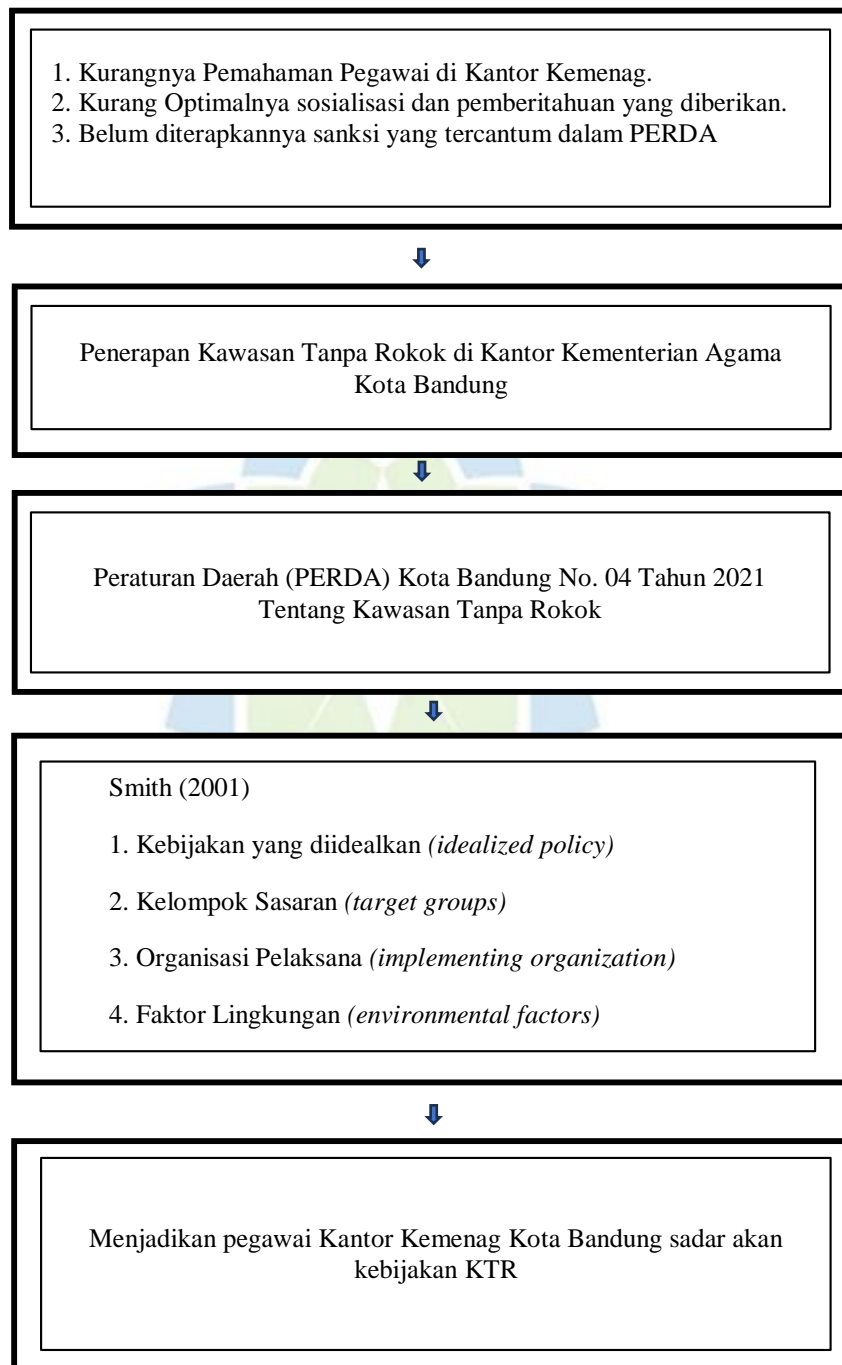 1. Kurangnya Pemahaman Pegawai di Kantor Kemenag.
2. Kurang Optimalnya sosialisasi dan pemberitahuan yang diberikan.
3. Belum diterapkannya sanksi yang tercantum dalam PERDA
Penerapan Kawasan Tanpa Rokok di Kantor Kementerian Agama
Kota Bandung
Peraturan Daerah (PERDA) Kota Bandung No. 04 Tahun 2021
Tentang Kawasan Tanpa Rokok
Smith (2001)
1. Kebijakan yang diidealkan (idealized policy)
2. Kelompok Sasaran (target groups)
3. Organisasi Pelaksana (implementing organization)
4. Faktor Lingkungan (environmental factors)
Menjadikan pegawai Kantor Kemenag Kota Bandung sadar akan
kebijakan KTR